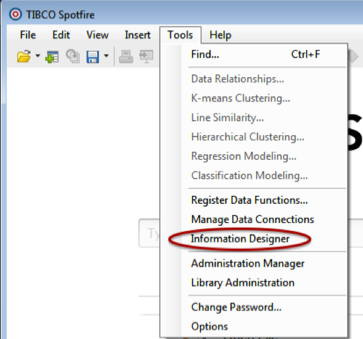 TIBCO Spotfire
File Edit View Insert Tools Help
Find... Ctrl+F
Data Relationships...
K-means Clustering...
Line Similarity...
Hierarchical Clustering...
Regression Modeling...
Classification Modeling...
Register Data Functions...
Manage Data Connections
Information Designer
Administration Manager
Library Administration
Change Password...
Options